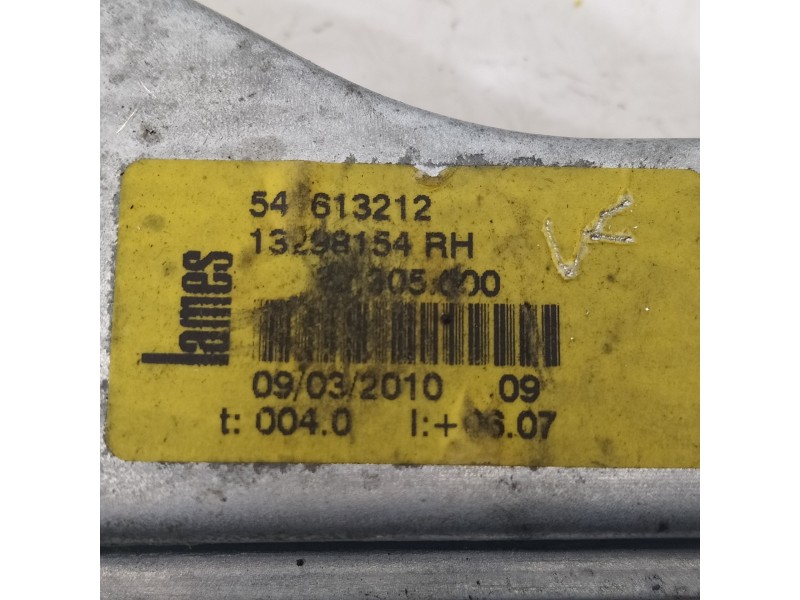 54 613212
13298154 RH
305.000
lames
09/03/2010 09
t: 004.0 l:+06.07